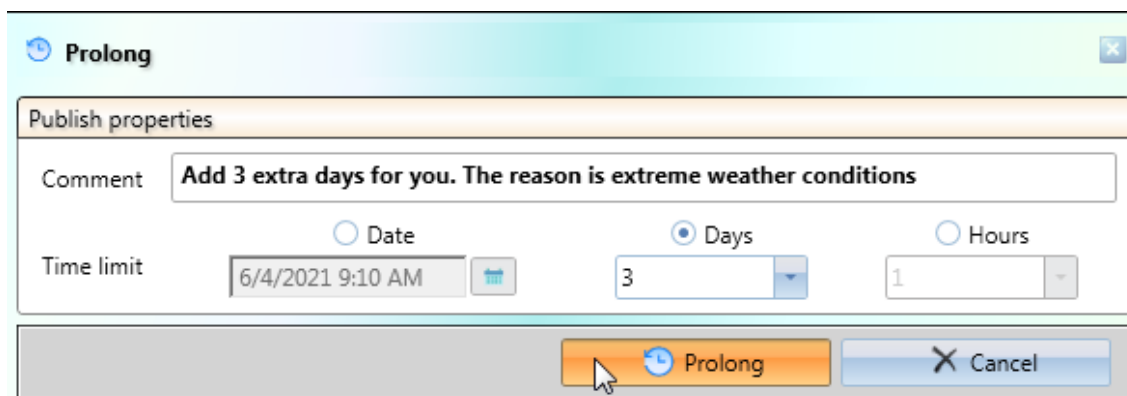 Prolong
Publish properties
Comment Add 3 extra days for you. The reason is extreme weather conditions
Date Days Hours
Time limit 6/4/2021 9:10 AM 3 1
Prolong Cancel